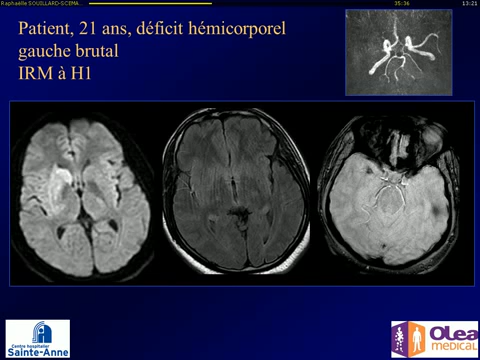 Raphaëlle SOUILLARD-SCEMA...
35:36
13:21
Patient, 21 ans, déficit hémicorporel
gauche brutal
IRM à H1
Centre hospitalier
Sainte-Anne
Olea
medical